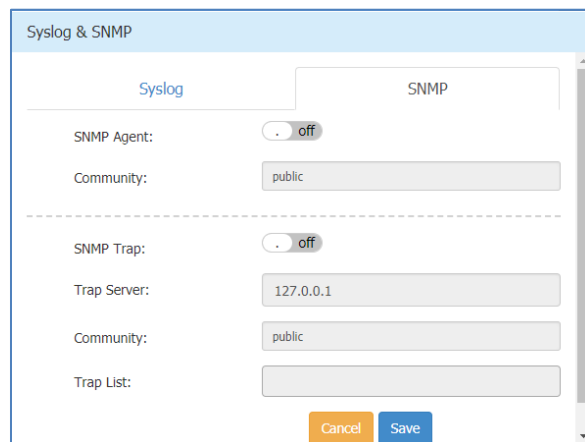 Syslog & SNMP
Syslog SNMP
SNMP Agent: . off
Community: public
SNMP Trap: . off
Trap Server: 127.0.0.1
Community: public
Trap List:
Cancel Save